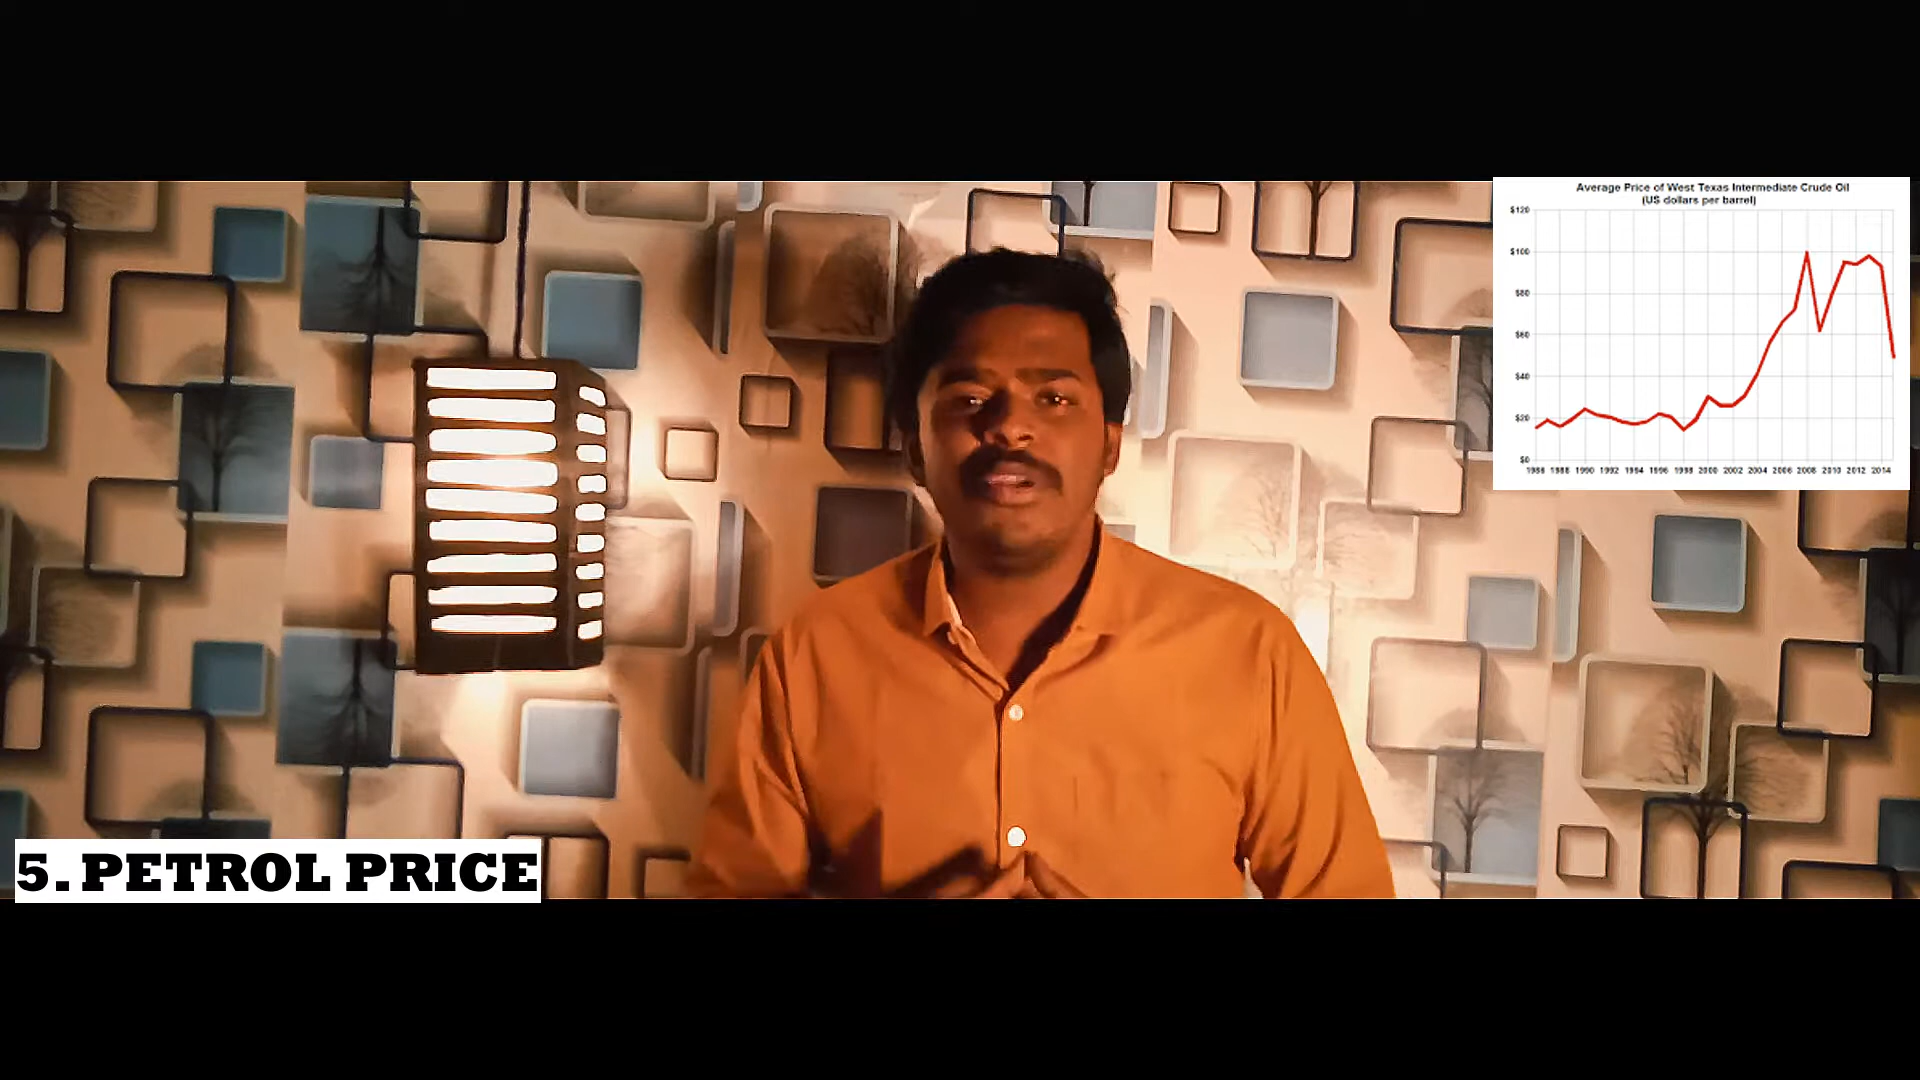 Average Price of West Texas Intermediate Crude Oil
(US dollars per barrel)
$120
$100
$80
$60
$40
$20
$0
1986 1988 1990 1992 1994 1996 1998 2000 2002 2004 2006 2008 2010 2012 2014
5. PETROL PRICE